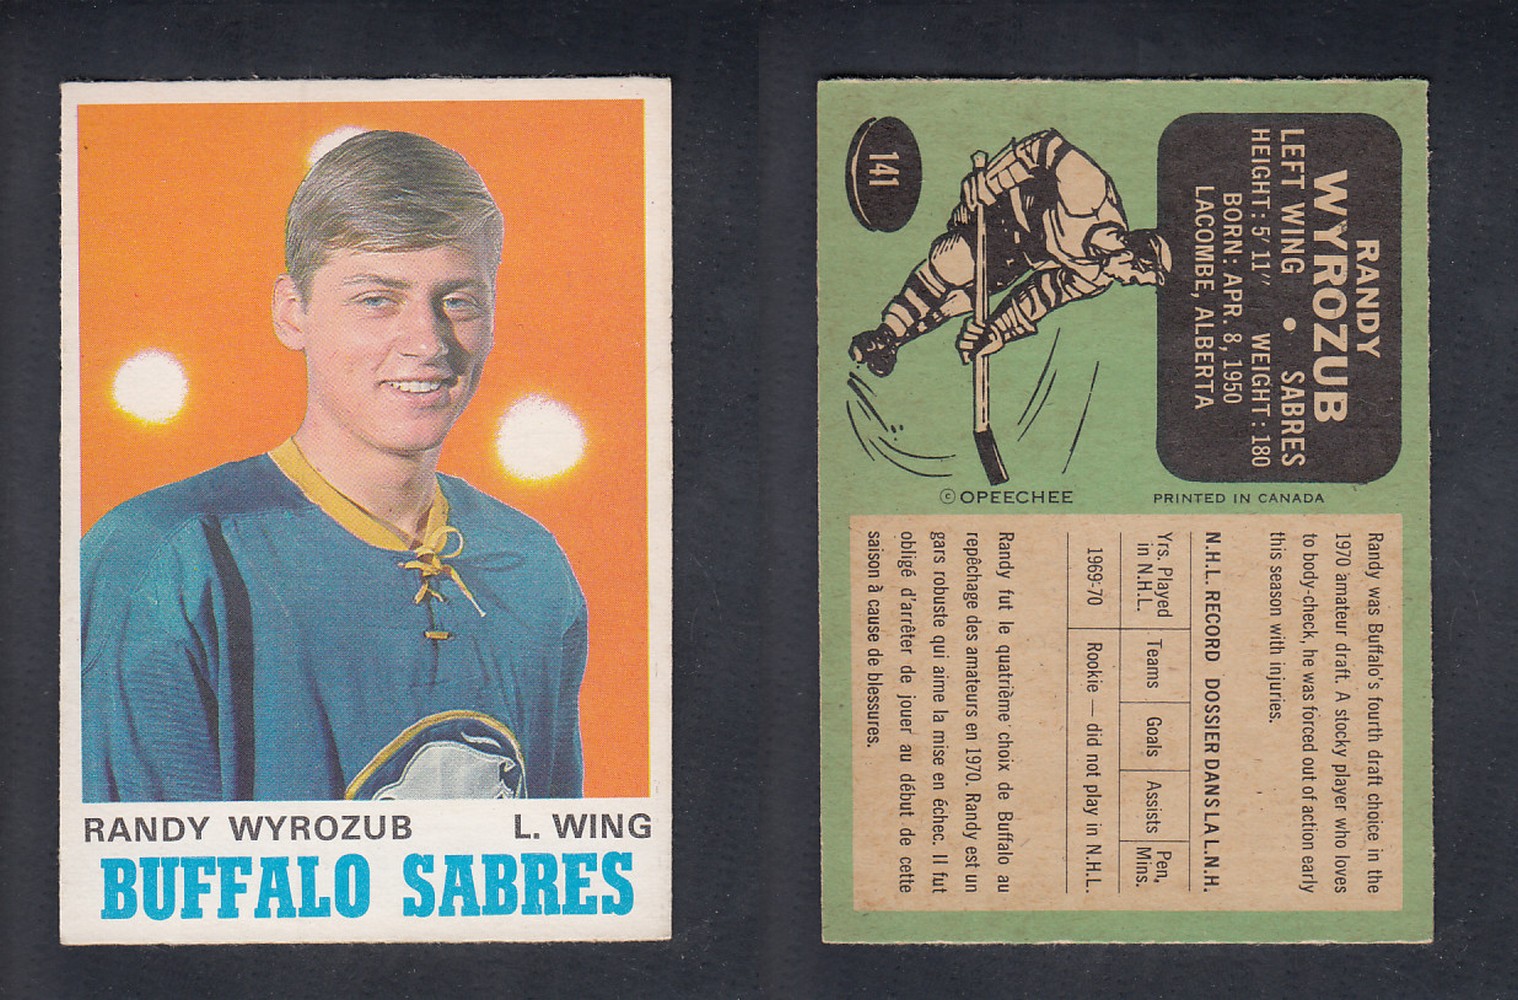 RANDY WYROZUB L. WING
BUFFALO SABRES
141
RANDY
WYROZUB
LEFT WING • SABRES
HEIGHT: 5' 11" WEIGHT: 180
BORN: APR. 8, 1950
LACOMBE, ALBERTA
© OPEECHEE PRINTED IN CANADA
Randy was Buffalo's fourth draft choice in the
1970 amateur draft. A stocky player who loves
to body-check, he was forced out of action early
this season with injuries.
N.H.L. RECORD DOSSIER DANS LA L.N.H.
Yrs. Played
in N.H.L. Teams Goals Assists Pen.
Mins.
1969-70 Rookie — did not play in N.H.L.
Randy fut le quatrième choix de Buffalo au
repêchage des amateurs en 1970. Randy est un
gars robuste qui aime la mise en échec. Il fut
obligé d'arrêter de jouer au début de cette
saison à cause de blessures.